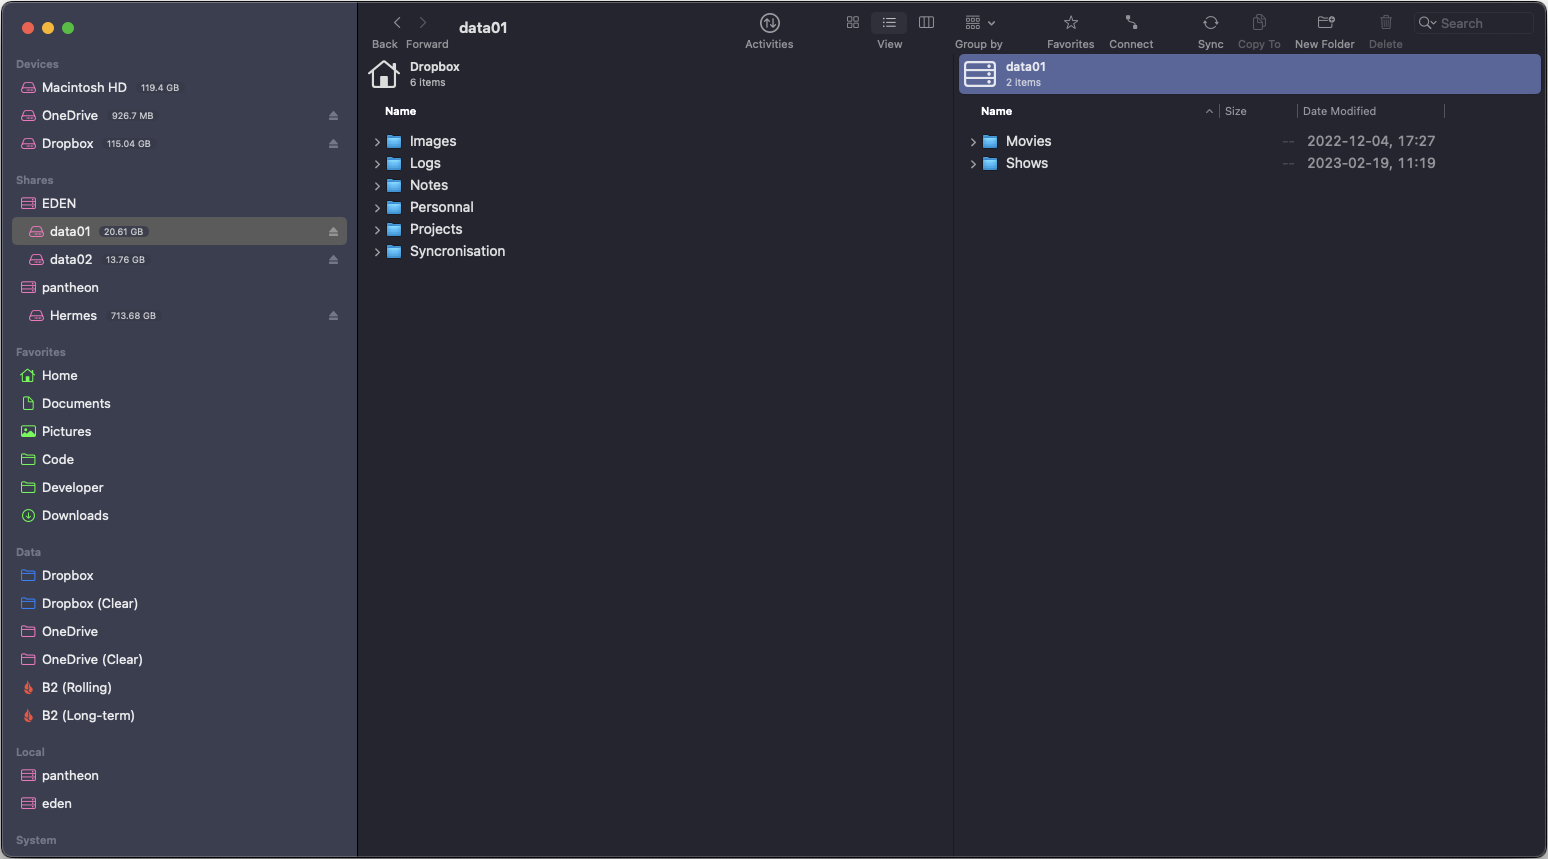 data01
Back Forward
Activities
View
Group by
Favorites
Connect
Sync
Copy To
New Folder
Delete
Search
Devices
Macintosh HD 119.4 GB
OneDrive 926.7 MB
Dropbox 115.04 GB
Shares
EDEN
data01 20.61 GB
data02 13.76 GB
pantheon
Hermes 713.68 GB
Favorites
Home
Documents
Pictures
Code
Developer
Downloads
Data
Dropbox
Dropbox (Clear)
OneDrive
OneDrive (Clear)
B2 (Rolling)
B2 (Long-term)
Local
pantheon
eden
System
Dropbox
6 items
Name
Images
Logs
Notes
Personnal
Projects
Syncronisation
data01
2 items
Name Size Date Modified
Movies -- 2022-12-04, 17:27
Shows -- 2023-02-19, 11:19